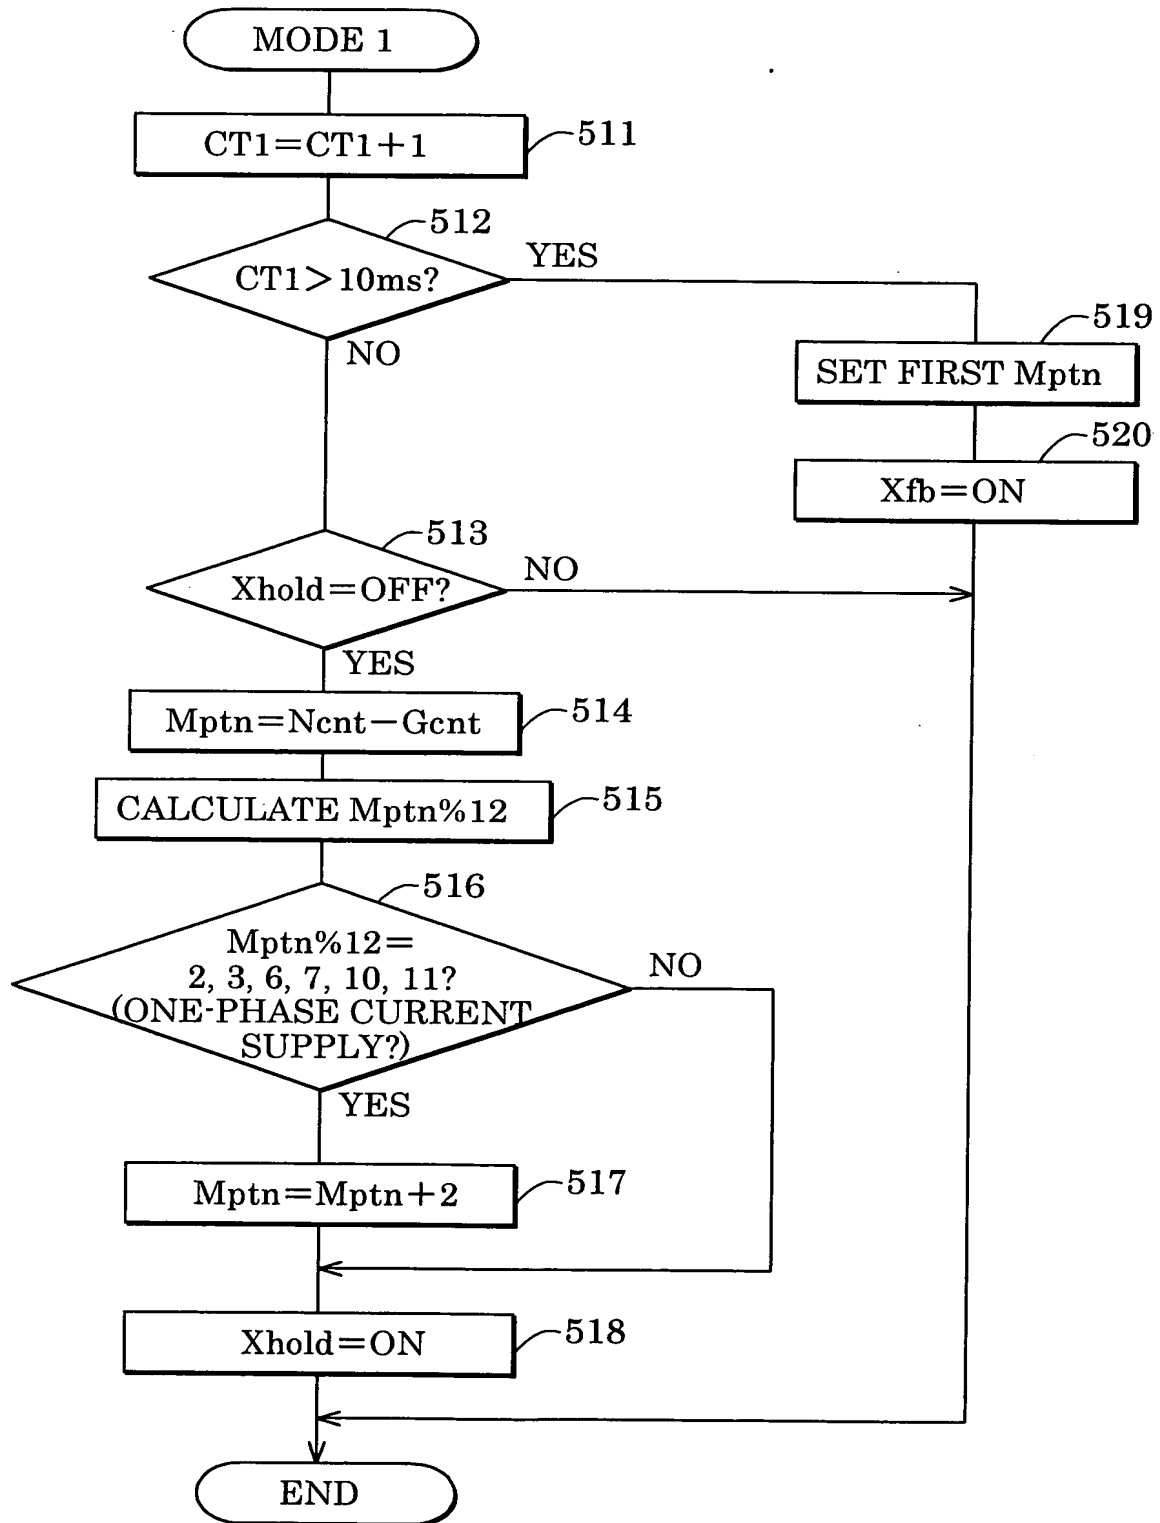 MODE 1
CT1=CT1+1
511
512
CT1>10ms?
YES
NO
519
SET FIRST Mptn
520
Xfb=ON
513
Xhold=OFF?
NO
YES
Mptn=Ncnt−Gcnt
514
CALCULATE Mptn%12
515
516
Mptn%12=
2, 3, 6, 7, 10, 11?
(ONE-PHASE CURRENT
SUPPLY?)
NO
YES
Mptn=Mptn+2
517
Xhold=ON
518
END